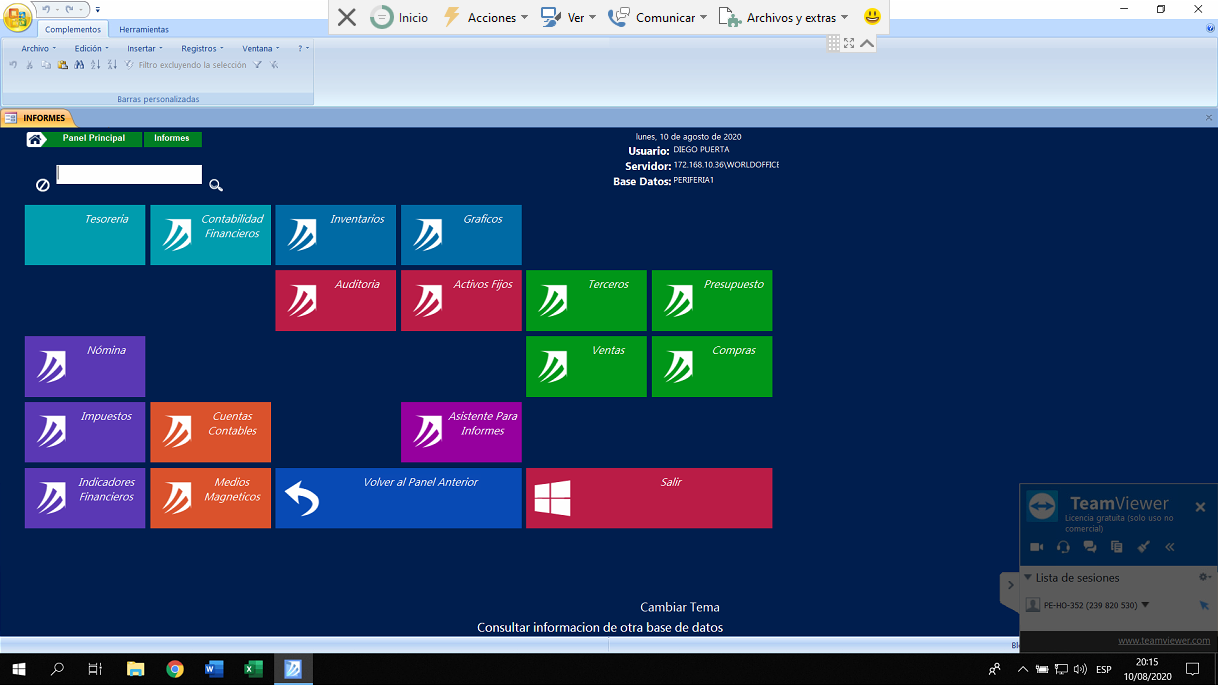 Inicio
Acciones
Ver
Comunicar
Archivos y extras
Complementos
Herramientas
Archivo
Edición
Insertar
Registros
Ventana
?
Filtro excluyendo la selección
Barras personalizadas
INFORMES
Panel Principal
Informes
lunes, 10 de agosto de 2020
Usuario: DIEGO PUERTA
Servidor: 172.168.10.36\WORLDOFFICE
Base Datos: PERIFERIA1
Tesoreria
Contabilidad
Financieros
Inventarios
Graficos
Auditoria
Activos Fijos
Terceros
Presupuesto
Nómina
Ventas
Compras
Impuestos
Cuentas
Contables
Asistente Para
Informes
Indicadores
Financieros
Medios
Magneticos
Volver al Panel Anterior
Salir
TeamViewer
Licencia gratuita (solo uso no
comercial)
Lista de sesiones
PE-HO-352 (239 820 530)
www.teamviewer.com
Cambiar Tema
Consultar informacion de otra base de datos
ESP
20:15
10/08/2020